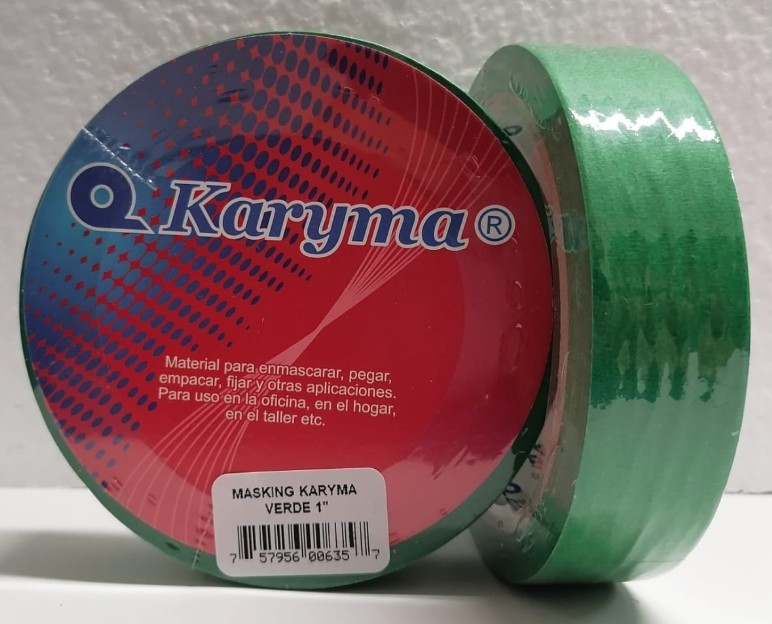 Karyma®
Material para enmascarar, pegar,
empacar, fijar y otras aplicaciones.
Para uso en la oficina, en el hogar,
en el taller etc.
MASKING KARYMA
VERDE 1"
7 57956 00635 7